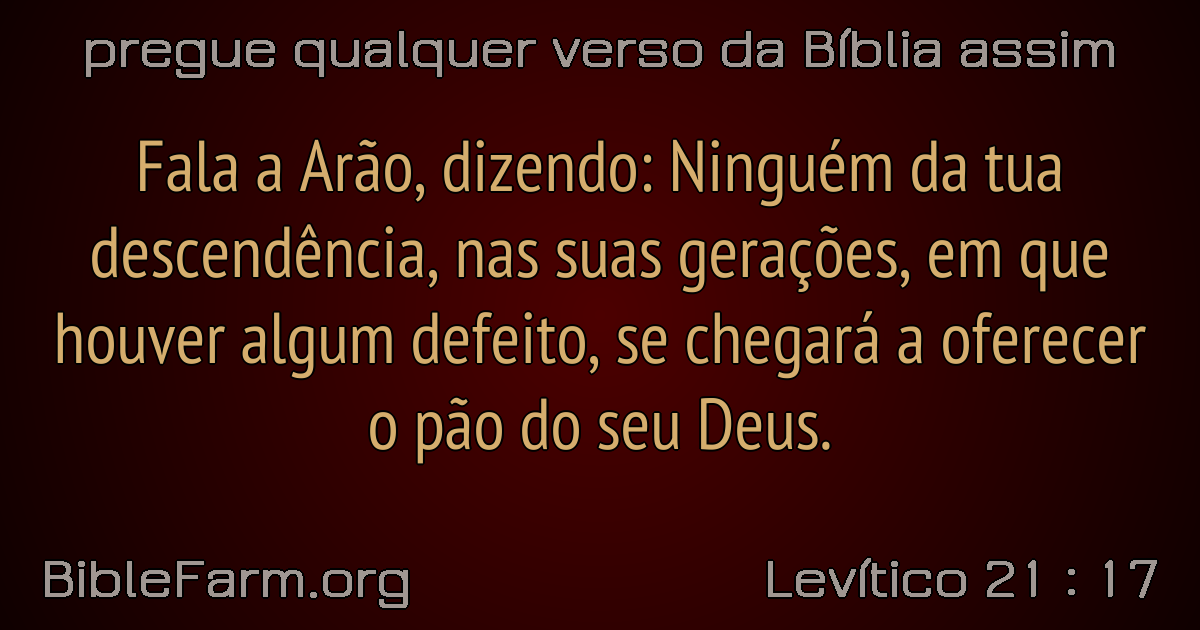 pregue qualquer verso da Bíblia assim
Fala a Arão, dizendo: Ninguém da tua
descendência, nas suas gerações, em que
houver algum defeito, se chegará a oferecer
o pão do seu Deus.
BibleFarm.org
Levítico 21 : 17